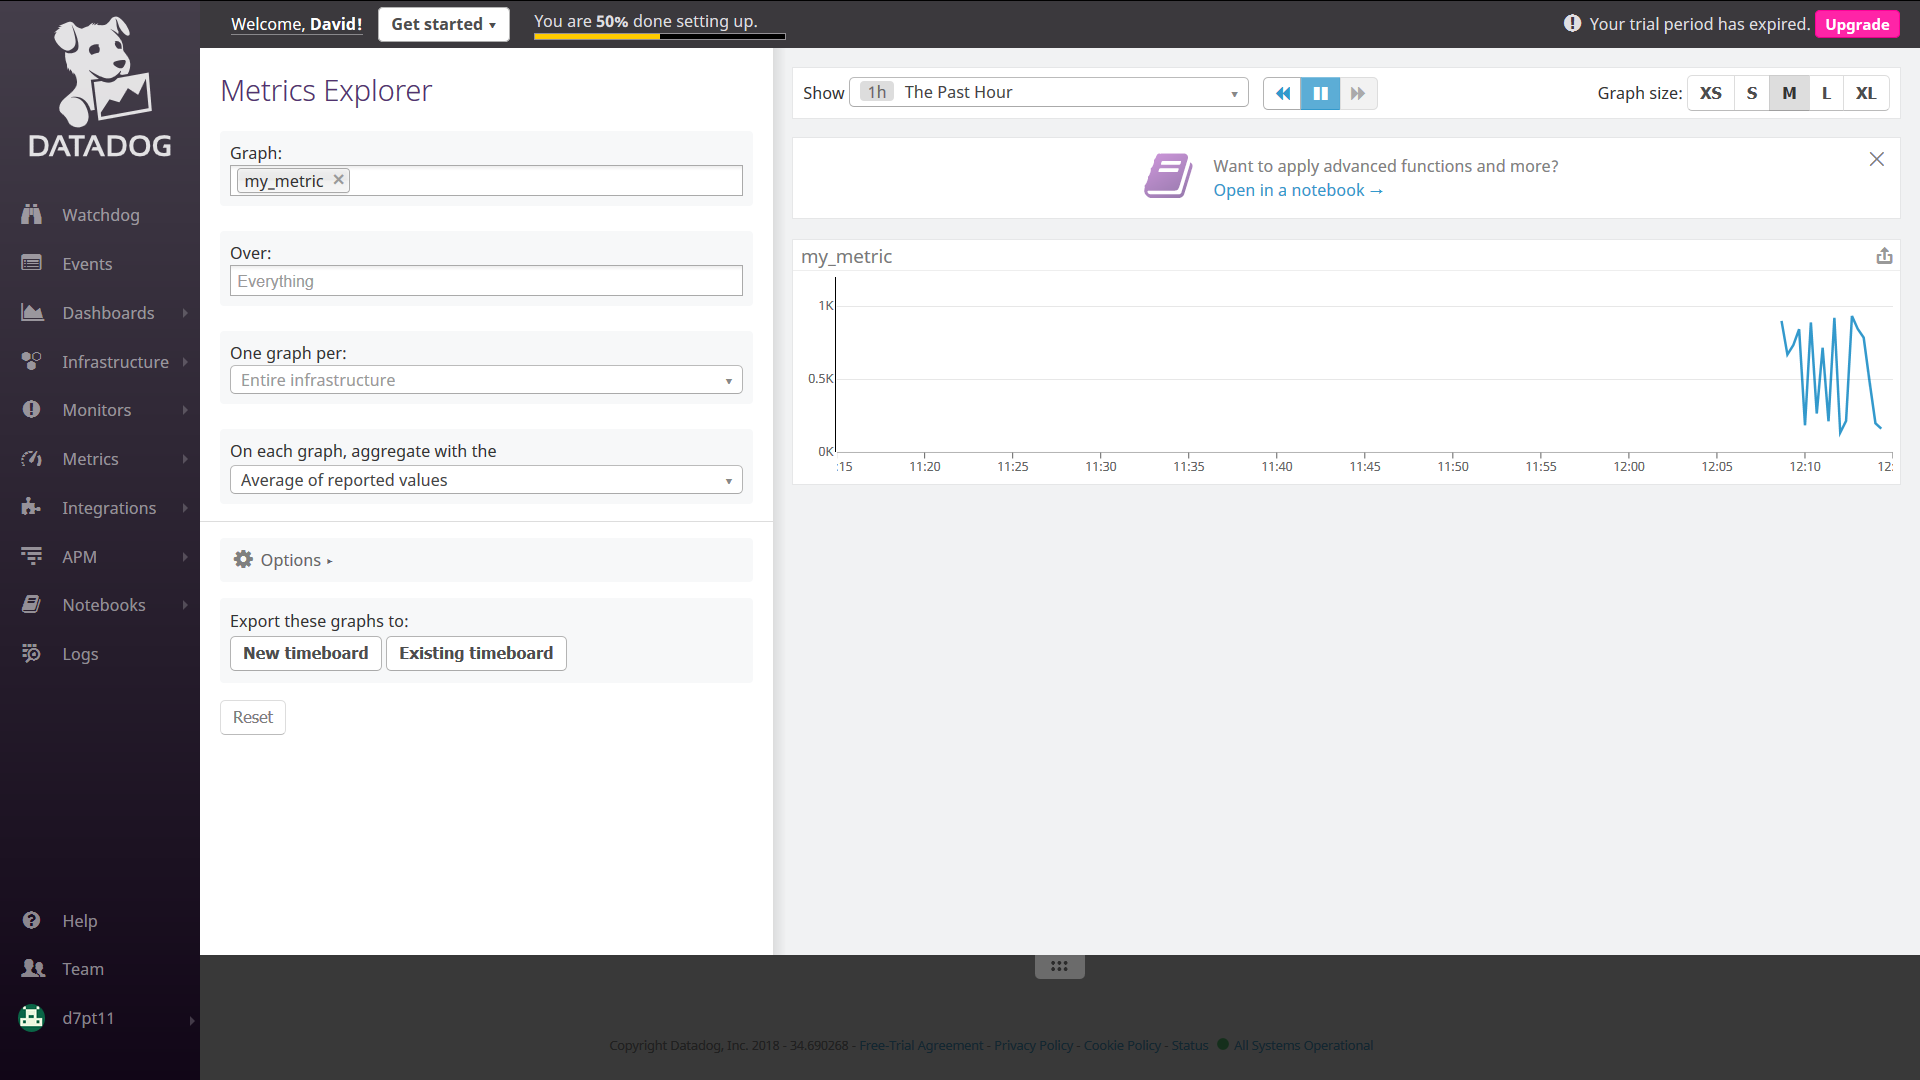 Welcome, David!
Get started ▾
You are 50% done setting up.
Your trial period has expired.
Upgrade
DATADOG
Watchdog
Events
Dashboards
Infrastructure
Monitors
Metrics
Integrations
APM
Notebooks
Logs
Help
Team
d7pt11
Metrics Explorer
Graph:
my_metric ×
Over:
Everything
One graph per:
Entire infrastructure
On each graph, aggregate with the
Average of reported values
Options ▸
Export these graphs to:
New timeboard
Existing timeboard
Reset
Show 1h The Past Hour
Graph size: XS S M L XL
Want to apply advanced functions and more?
Open in a notebook →
my_metric
1K
0.5K
0K
:15 11:20 11:25 11:30 11:35 11:40 11:45 11:50 11:55 12:00 12:05 12:10 12:
Copyright Datadog, Inc. 2018 - 34.690268 - Free-Trial Agreement - Privacy Policy - Cookie Policy - Status All Systems Operational